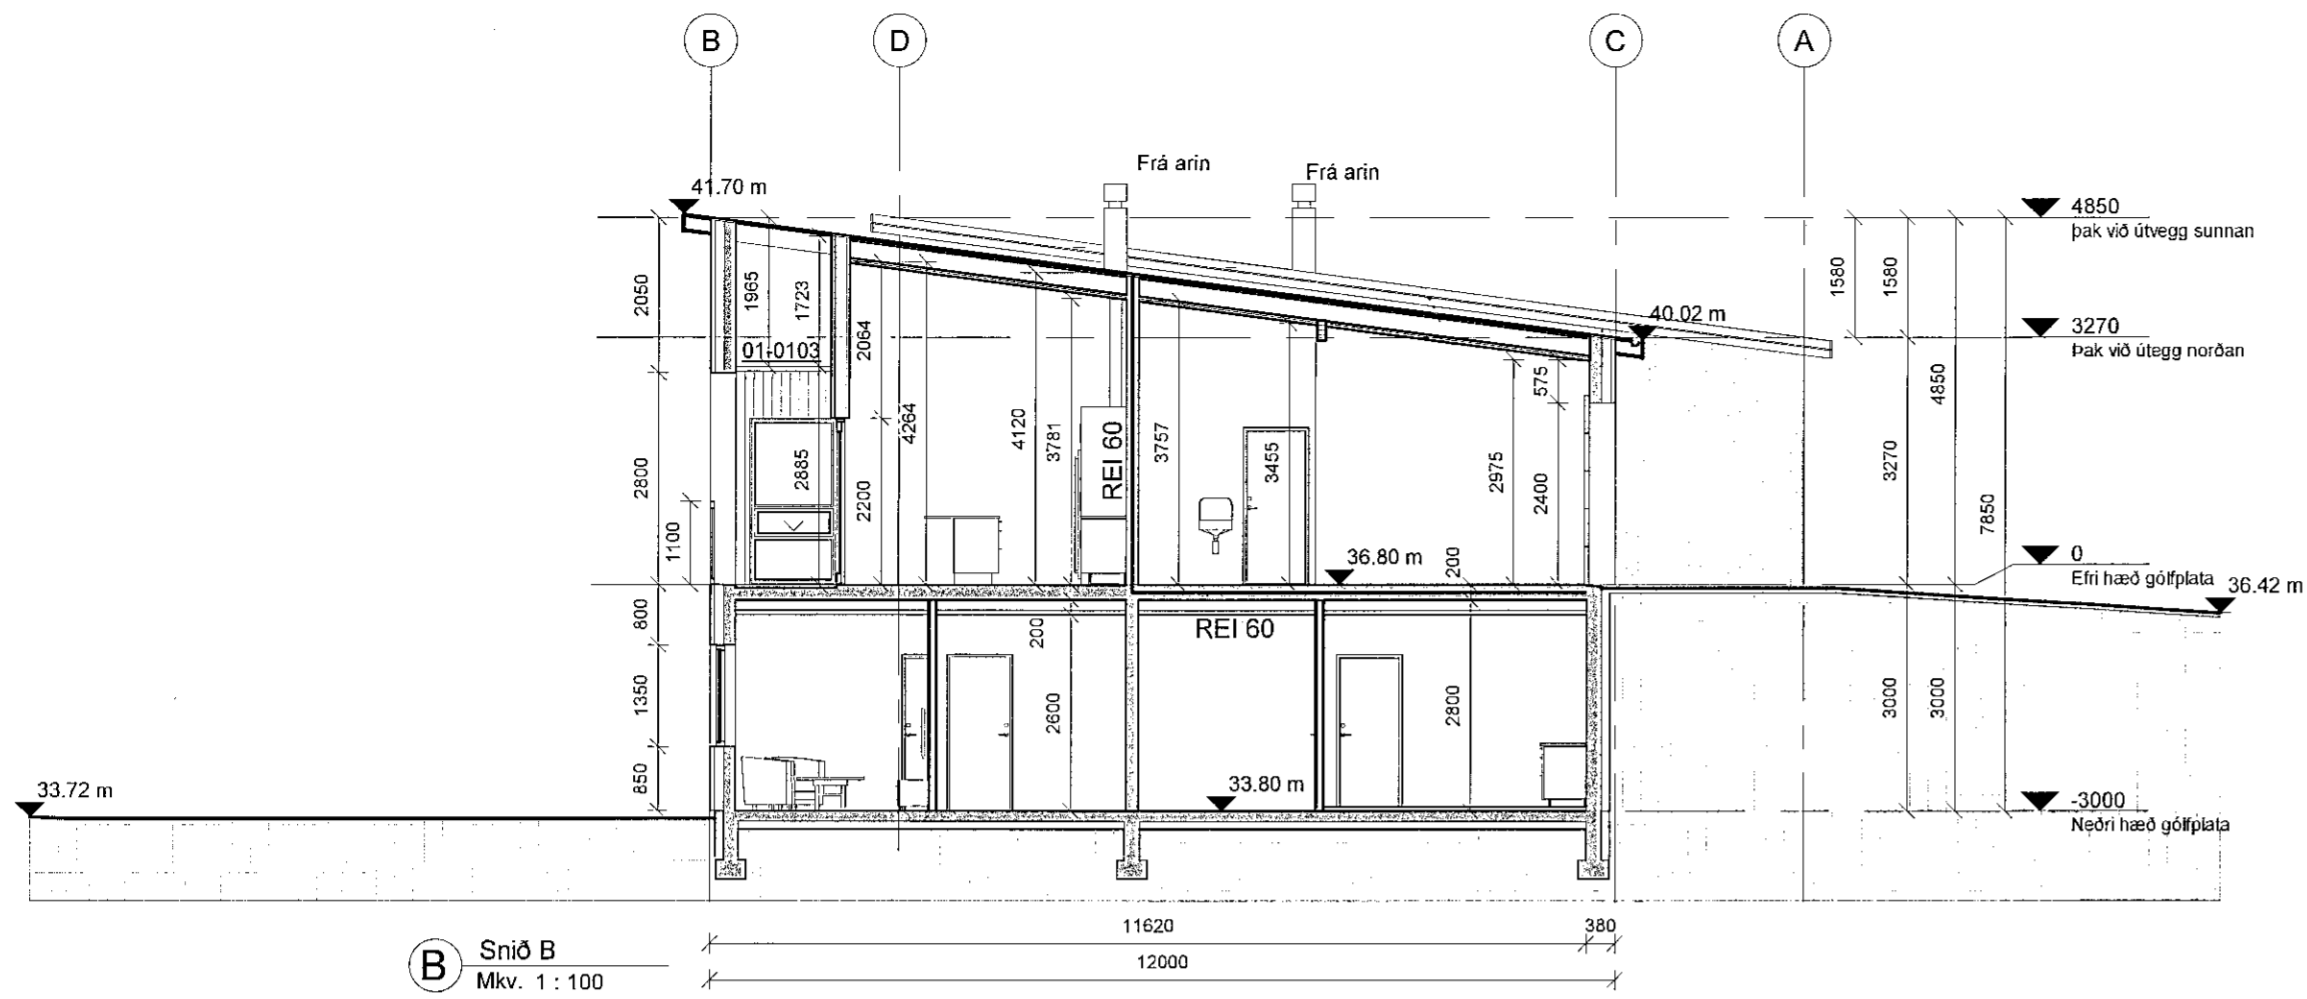 B
D
C
A
Frá arin
Frá arin
41.70 m
4850
þak við útvegg sunnan
2050
1965
1723
2064
1580
1580
40.02 m
3270
Þak við útegg norðan
01-0103
575
4850
2800
2885
2200
4264
4120
3781
REI 60
3757
3455
2975
2400
3270
7850
1100
36.80 m
200
0
Efri hæð gólfplata
36.42 m
800
200
REI 60
1350
2600
2800
3000
3000
850
33.72 m
33.80 m
-3000
Neðri hæð gólfplata
11620
380
12000
B
Snið B
Mkv. 1 : 100